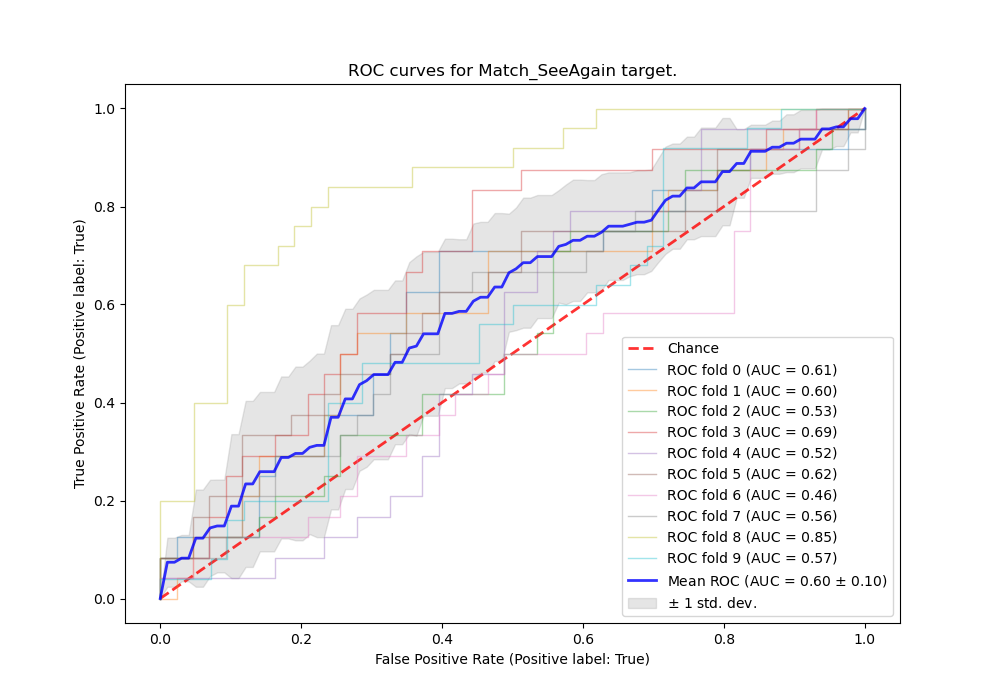 ROC curves for Match_SeeAgain target.
1.0
0.8
0.6
0.4
0.2
0.0
True Positive Rate (Positive label: True)
0.0 0.2 0.4 0.6 0.8 1.0
False Positive Rate (Positive label: True)
Chance
ROC fold 0 (AUC = 0.61)
ROC fold 1 (AUC = 0.60)
ROC fold 2 (AUC = 0.53)
ROC fold 3 (AUC = 0.69)
ROC fold 4 (AUC = 0.52)
ROC fold 5 (AUC = 0.62)
ROC fold 6 (AUC = 0.46)
ROC fold 7 (AUC = 0.56)
ROC fold 8 (AUC = 0.85)
ROC fold 9 (AUC = 0.57)
Mean ROC (AUC = 0.60 ± 0.10)
± 1 std. dev.